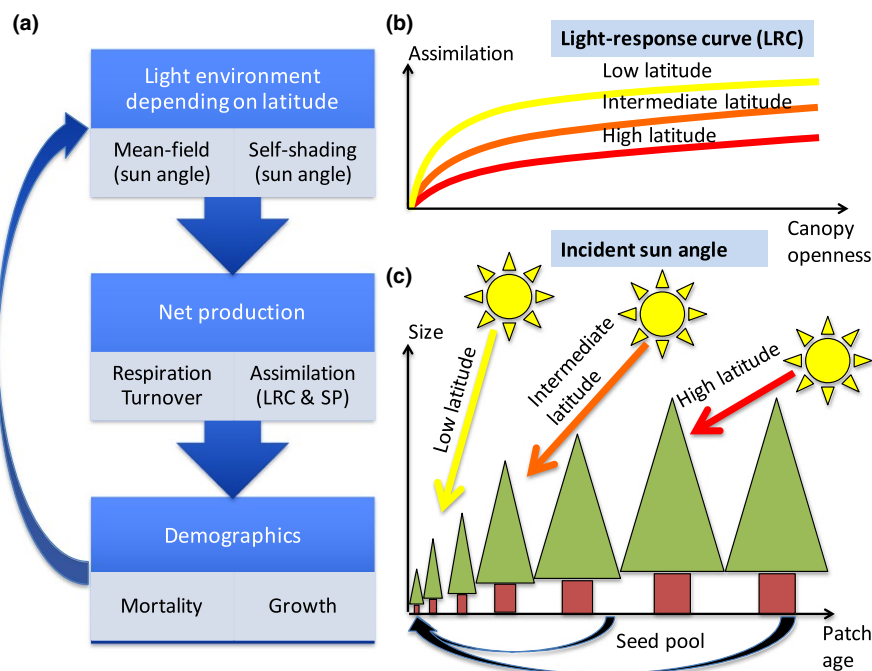 (a)
Light environment
depending on latitude
Mean-field
(sun angle)
Self-shading
(sun angle)
Net production
Respiration
Turnover
Assimilation
(LRC & SP)
Demographics
Mortality
Growth
(b)
Light-response curve (LRC)
Assimilation
Low latitude
Intermediate latitude
High latitude
Canopy
openness
Incident sun angle
(c)
Size
Low latitude
Intermediate
latitude
High latitude
Seed pool
Patch
age